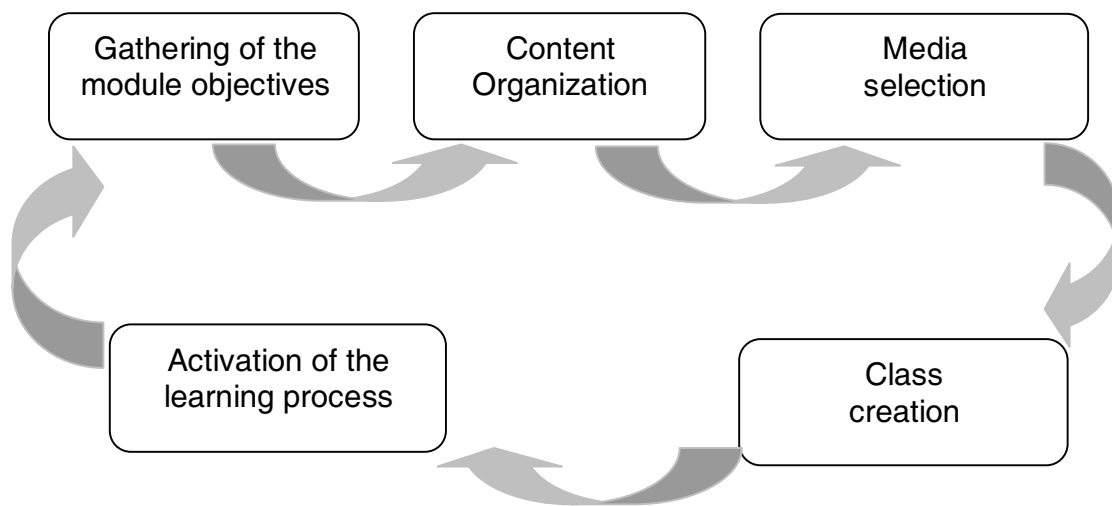 Gathering of the
module objectives
Content
Organization
Media
selection
Activation of the
learning process
Class
creation